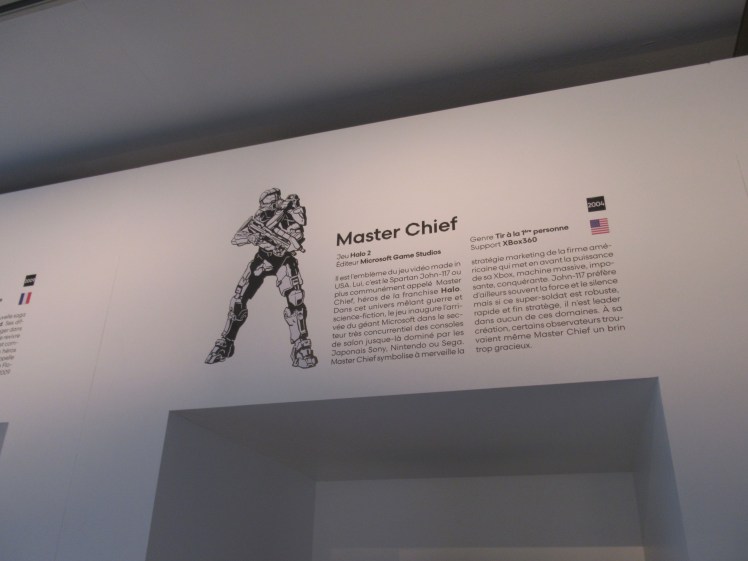 Master Chief
Jeu Halo 2
Éditeur Microsoft Game Studios
Il est l'emblème du jeu vidéo made in
USA. Lui, c'est le Spartan John-117 ou
plus communément appelé Master
Chief, héros de la franchise Halo.
Dans cet univers mêlant guerre et
science-fiction, le jeu inaugure l'arri-
vée du géant Microsoft dans le sec-
teur très concurrentiel des consoles
de salon jusque-là dominé par les
Japonais Sony, Nintendo ou Sega.
Master Chief symbolise à merveille la
2004
Genre Tir à la 1ère personne
Support XBox360
stratégie marketing de la firme amé-
ricaine qui met en avant la puissance
de sa Xbox, machine massive, impo-
sante, conquérante. John-117 préfère
d'ailleurs souvent la force et le silence
mais si ce super-soldat est robuste,
rapide et fin stratège, il n'est leader
dans aucun de ces domaines. À sa
création, certains observateurs trou-
vaient même Master Chief un brin
trop gracieux.